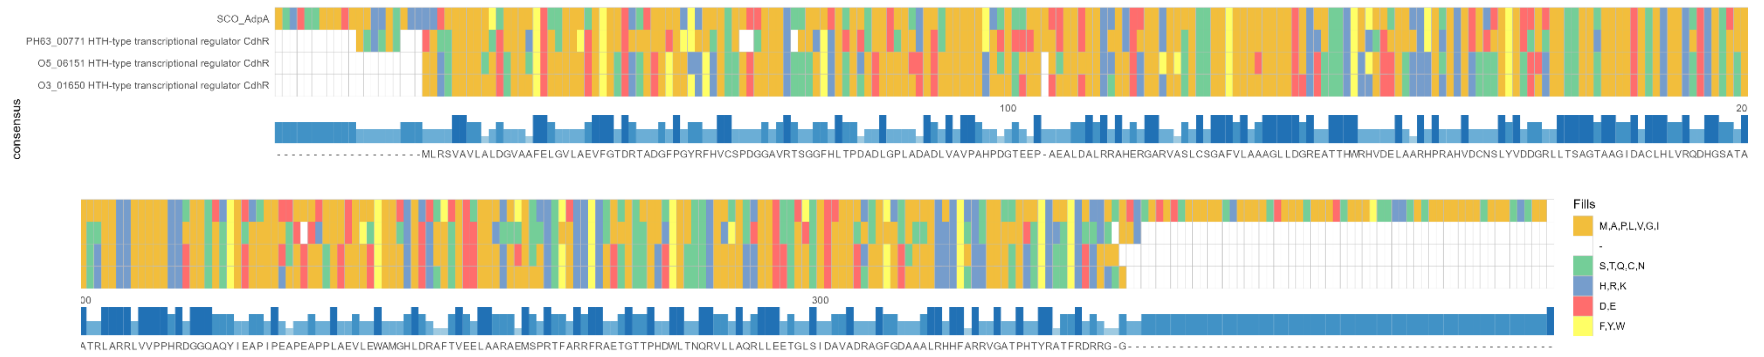 SCO_AdpA
PH63_00771 HTH-type transcriptional regulator CdhR
O5_06151 HTH-type transcriptional regulator CdhR
O3_01650 HTH-type transcriptional regulator CdhR
100
20
consensus
--------------------MLRSVAVLALDGVAAFELGVLAEVFGTDRTADGFPGYRFHVCSPDGGAVRTSGGFHLTPDADLGPLADADLVAVPAHPDGTEEP-AEALDALRRAHERGARVASLCSGAFVLAAAGLLDGREATTHWRHVDELAARHPRAHVDCNSLYVDDGRLLTSAGTAAGIDACLHLVRQDHGSATA
Fills
M,A,P,L,V,G,I
-
S,T,Q,C,N
H,R,K
D,E
F,Y,W
00
300
ATRLARRLVVPPHRDGGQAQYIEAPIPEAPEAPPLAEVLEWAMGHLDRAFTVEELAARAEMSPRTFARRFRAETGTTPHDWLTNQRVLLAQRLLEETGLSIDAVADRAGFGDAAALRHHFARRVGATPHTYRATFRDRRG-G----------------------------------------------------------